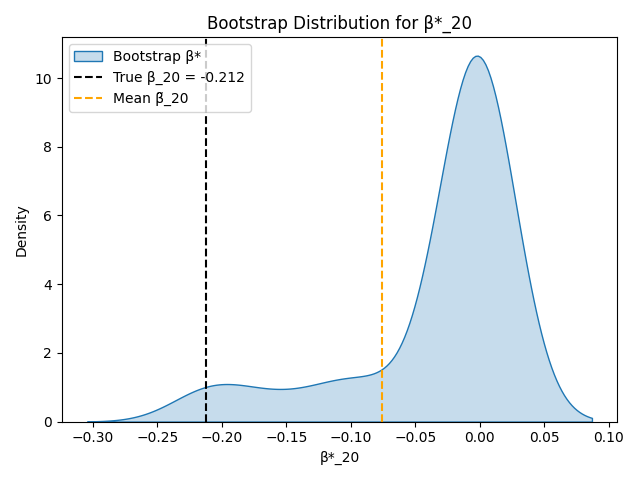 Bootstrap Distribution for β*_20
Bootstrap β*
True β_20 = -0.212
Mean β̂_20
Density
10
8
6
4
2
0
−0.30 −0.25 −0.20 −0.15 −0.10 −0.05 0.00 0.05 0.10
β*_20